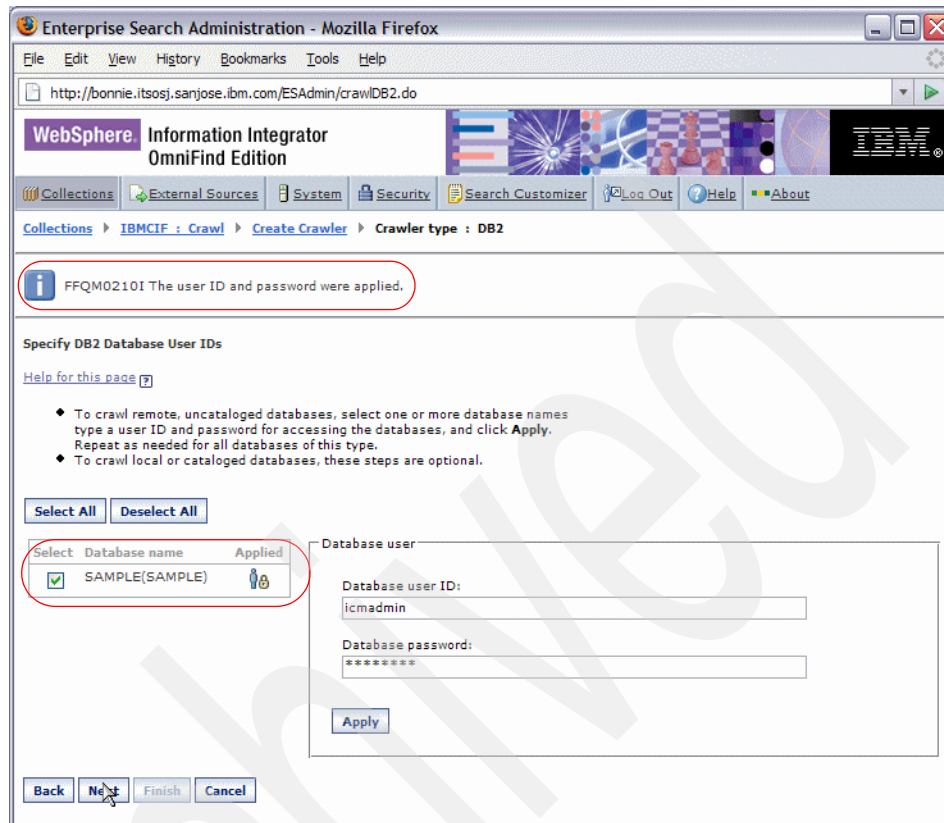 Enterprise Search Administration - Mozilla Firefox
File Edit View History Bookmarks Tools Help
http://bonnie.itsosj.sanjose.ibm.com/ESAdmin/crawlDB2.do
WebSphere. Information Integrator
OmniFind Edition
IBM®
Collections External Sources System Security Search Customizer Log Out Help About
Collections IBMCIF : Crawl Create Crawler Crawler type : DB2
i FFQM0210I The user ID and password were applied.
Specify DB2 Database User IDs
Help for this page ?
To crawl remote, uncataloged databases, select one or more database names
type a user ID and password for accessing the databases, and click Apply.
Repeat as needed for all databases of this type.
To crawl local or cataloged databases, these steps are optional.
Select All Deselect All
Select Database name Applied
SAMPLE(SAMPLE)
Database user
Database user ID:
icmadmin
Database password:
********
Apply
Back Next Finish Cancel
hived